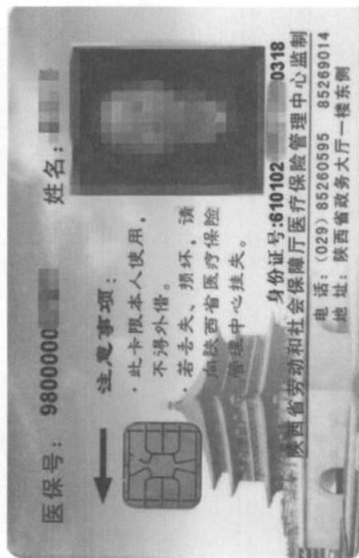 医保号：9800000
姓名：
注意事项：
· 此卡限本人使用，
不得外借。
· 若丢失、损坏，请
向陕西省医疗保险
管理中心挂失。
身份证号:610102 0318
陕西省劳动和社会保障厅医疗保险管理中心监制
电 话：（029）85260595 85269014
地 址：陕西省政务大厅一楼东侧